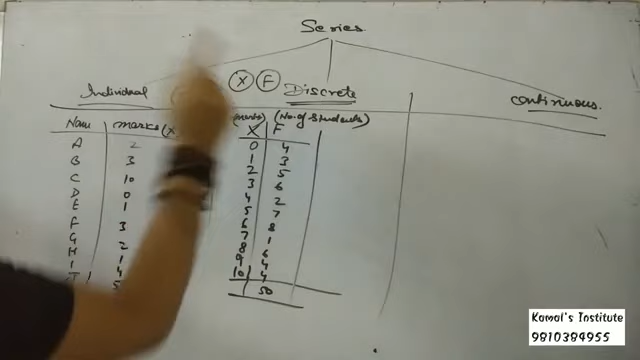 Series
Individual X F Discrete continuous.
Name marks (X (marks) (No. of Students)
X F
A 2 0 4
B 3 1 3
C 10 2 5
D 0 3 6
E 1 4 2
F 3 5 7
G 2 6 8
H 1 7 1
I 4 8 6
J 5 9 4
10 4
50
Kamal's Institute
9810384955